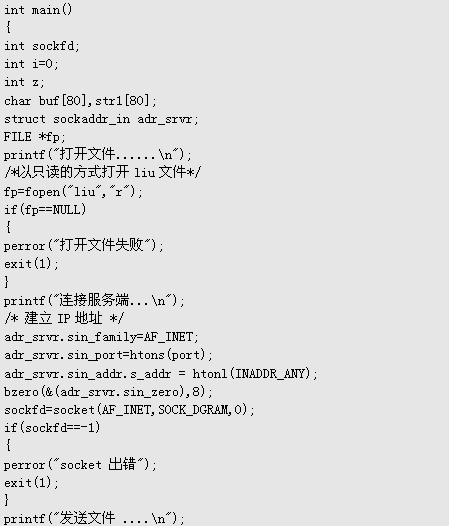 int main()
{
int sockfd;
int i=0;
int z;
char buf[80],str1[80];
struct sockaddr_in adr_srvr;
FILE *fp;
printf("打开文件......\n");
/*以只读的方式打开 liu 文件*/
fp=fopen("liu","r");
if(fp==NULL)
{
perror("打开文件失败");
exit(1);
}
printf("连接服务端...\n");
/* 建立 IP 地址 */
adr_srvr.sin_family=AF_INET;
adr_srvr.sin_port=htons(port);
adr_srvr.sin_addr.s_addr = htonl(INADDR_ANY);
bzero(&(adr_srvr.sin_zero),8);
sockfd=socket(AF_INET,SOCK_DGRAM,0);
if(sockfd==-1)
{
perror("socket 出错");
exit(1);
}
printf("发送文件 ....\n");